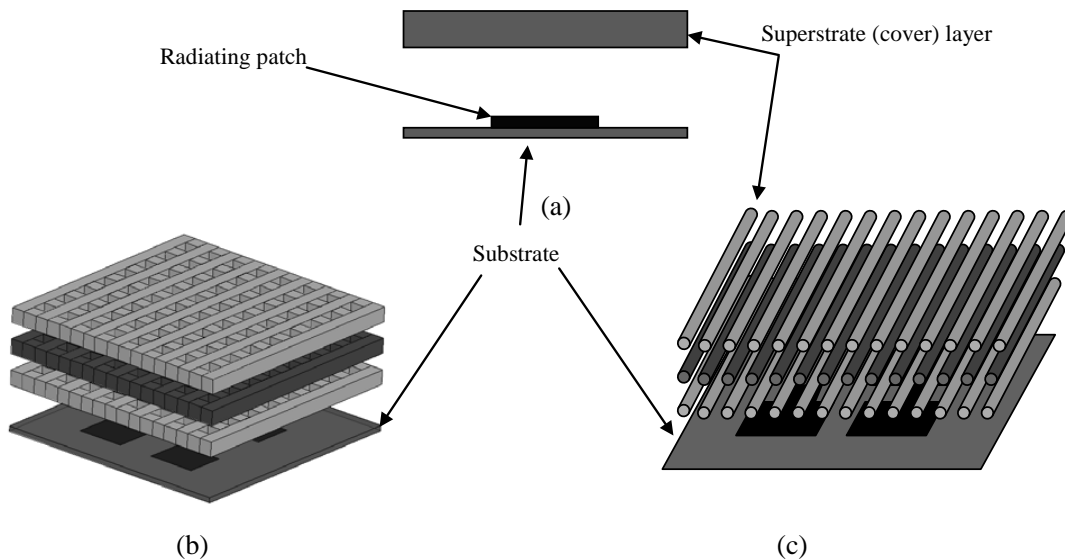 Superstrate (cover) layer
Radiating patch
(a)
Substrate
(b)
(c)